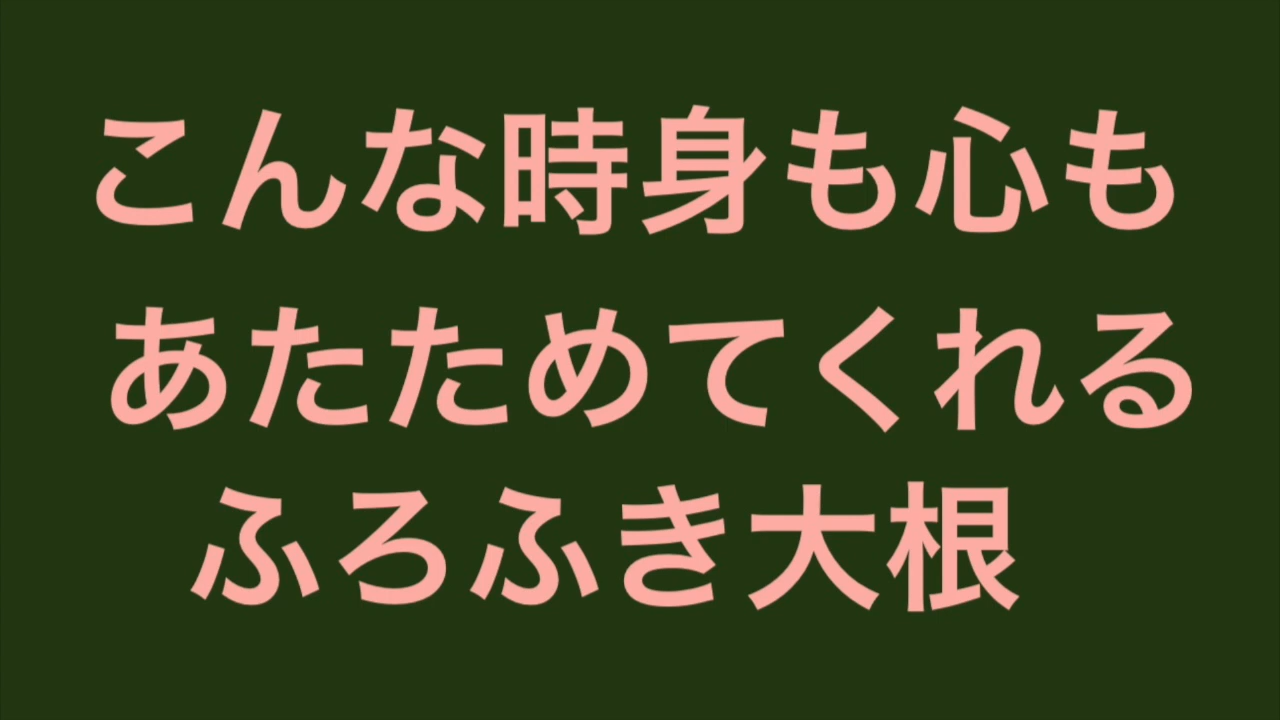 こんな時身も心も
あたためてくれる
ふろふき大根